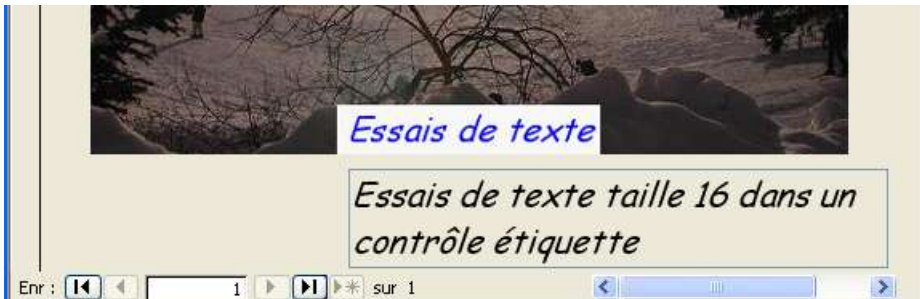 Essais de texte
Essais de texte taille 16 dans un
contrôle étiquette
Enr : 1 sur 1